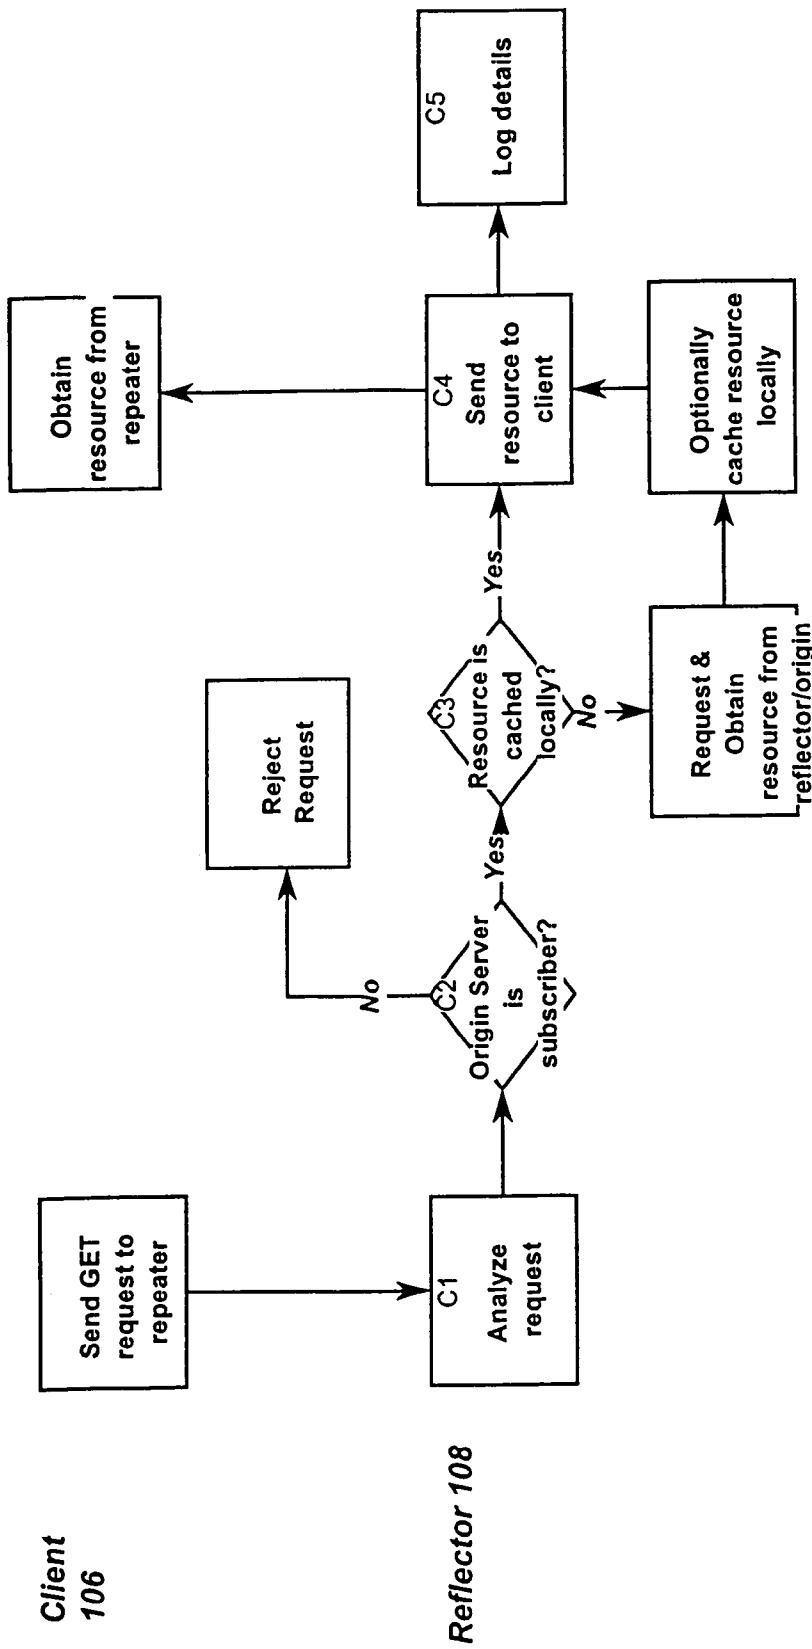 Client
106
Send GET
request to
repeater
Obtain
resource from
repeater
Reject
Request
Reflector 108
C1
Analyze
request
No
C2
Origin Server
is
subscriber?
Yes
C3
Resource is
cached
locally?
Yes
C4
Send
resource to
client
C5
Log details
No
Request &
Obtain
resource from
reflector/origin
Optionally
cache resource
locally